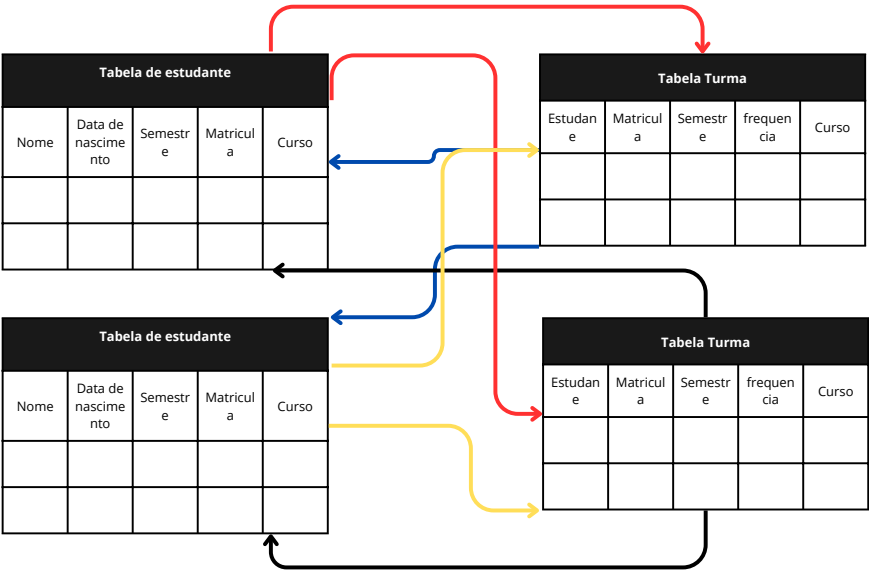 Tabela de estudante
Nome
Data de
nascime
nto
Semestr
e
Matricul
a
Curso
Tabela Turma
Estudan
e
Matricul
a
Semestr
e
frequen
cia
Curso
Tabela de estudante
Nome
Data de
nascime
nto
Semestr
e
Matricul
a
Curso
Tabela Turma
Estudan
e
Matricul
a
Semestr
e
frequen
cia
Curso